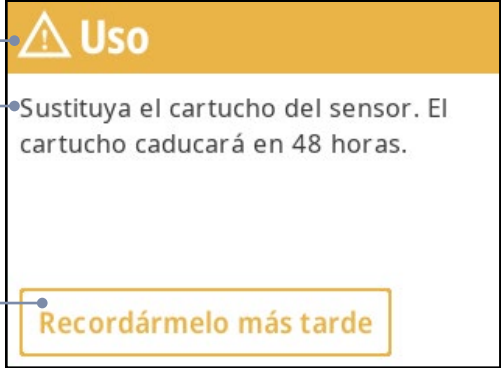 Uso
Sustituya el cartucho del sensor. El
cartucho caducará en 48 horas.
Recordármelo más tarde